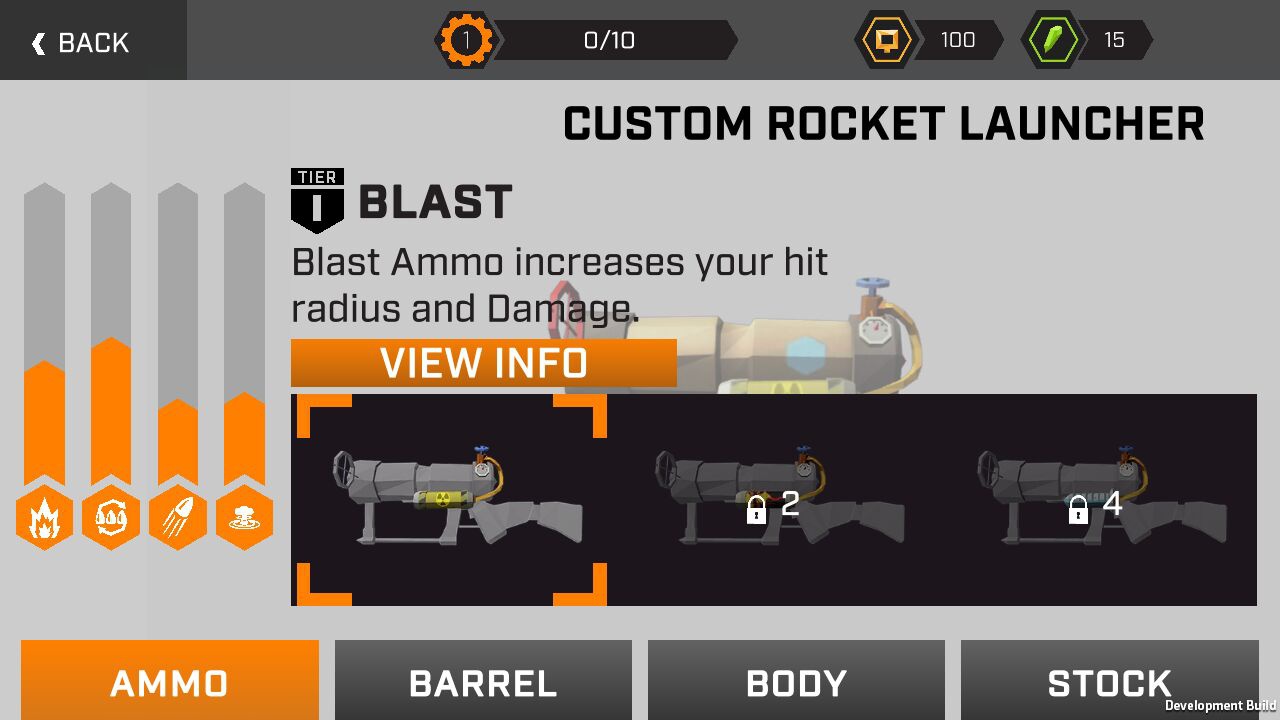 BACK
1
0/10
100
15
CUSTOM ROCKET LAUNCHER
TIER
I
BLAST
Blast Ammo increases your hit
radius and Damage.
VIEW INFO
2
4
AMMO
BARREL
BODY
STOCK
Development Build